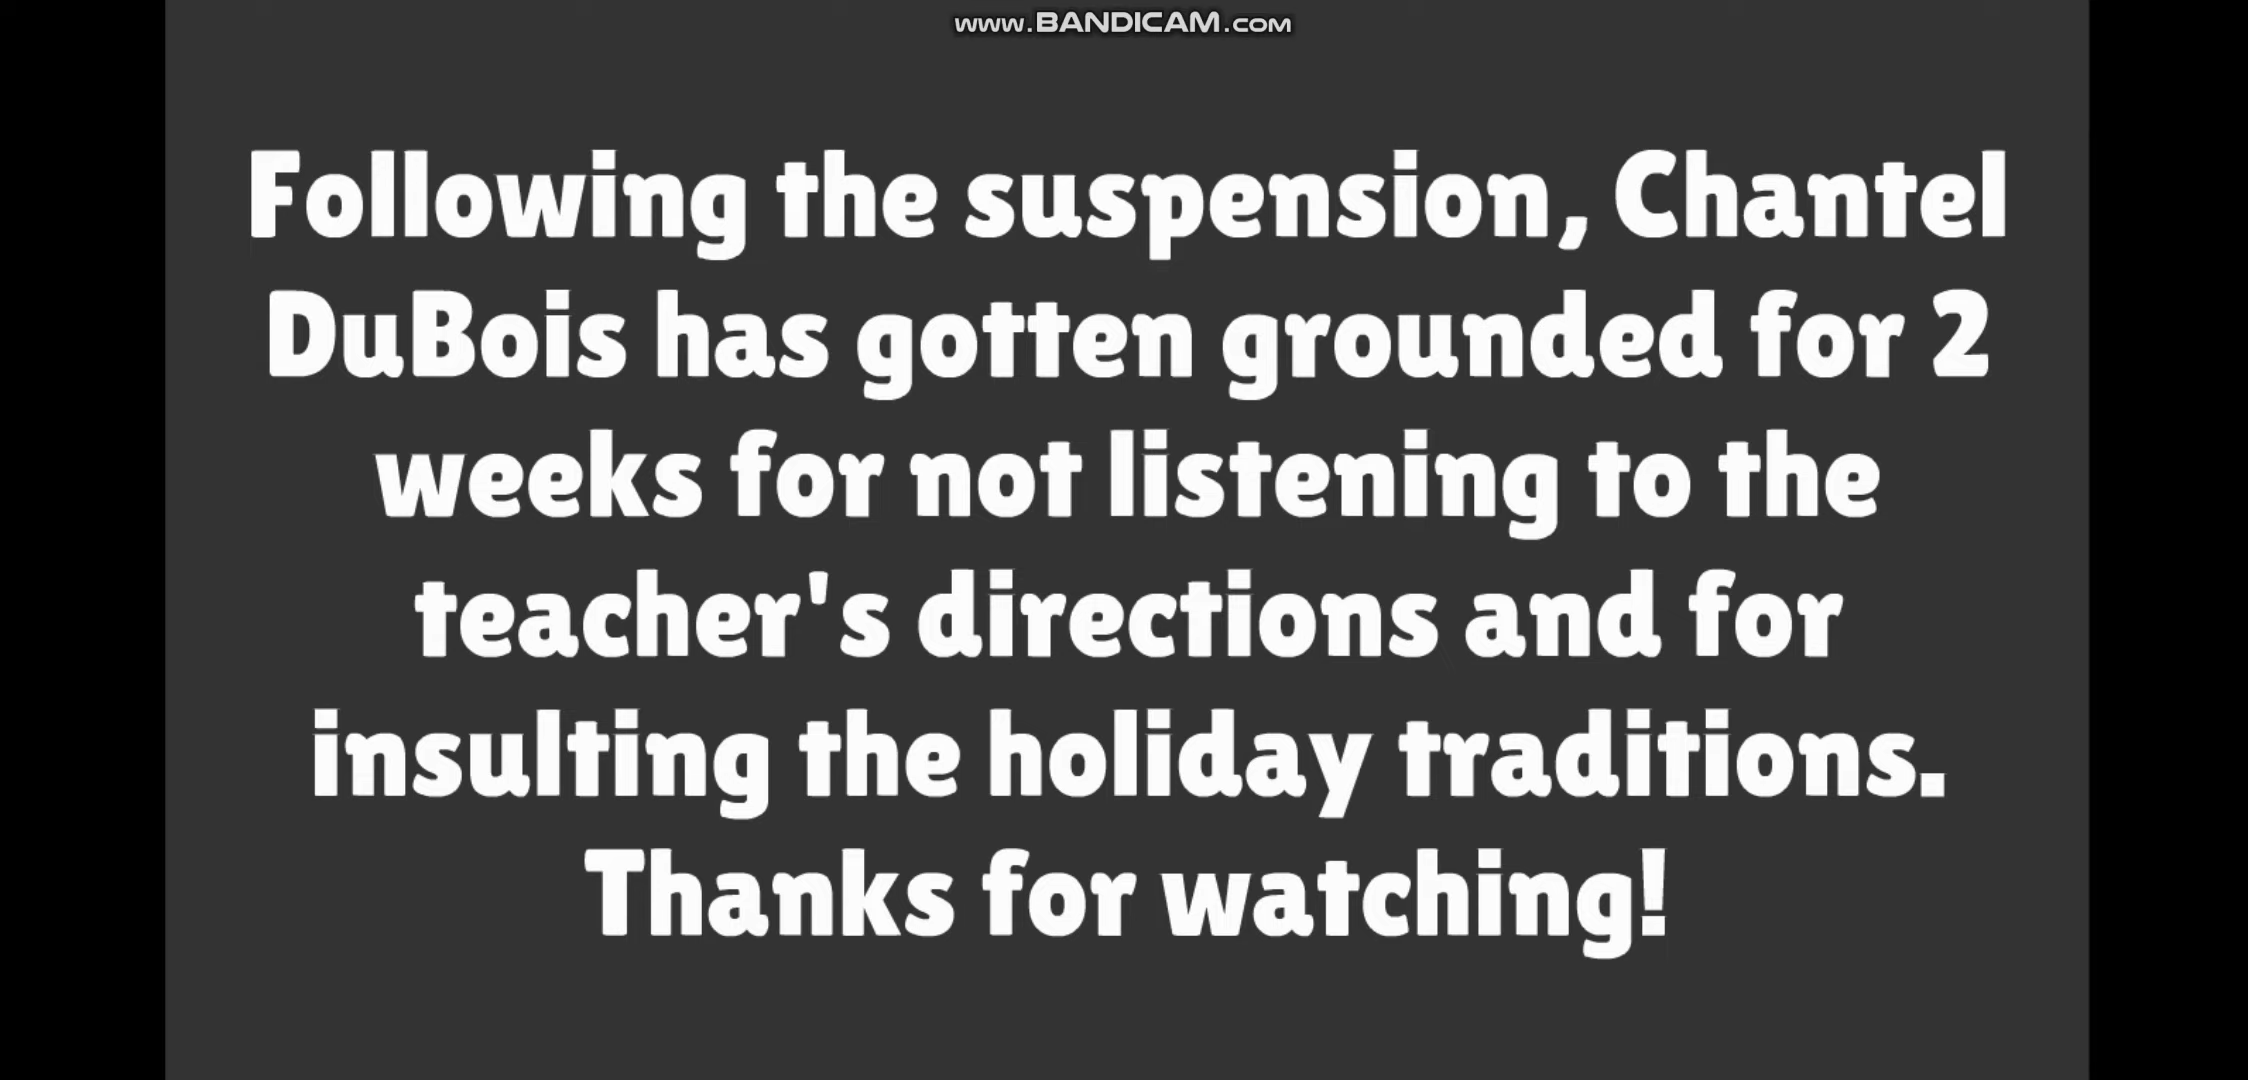 www.BANDICAM.com
Following the suspension, Chantel
DuBois has gotten grounded for 2
weeks for not listening to the
teacher's directions and for
insulting the holiday traditions.
Thanks for watching!